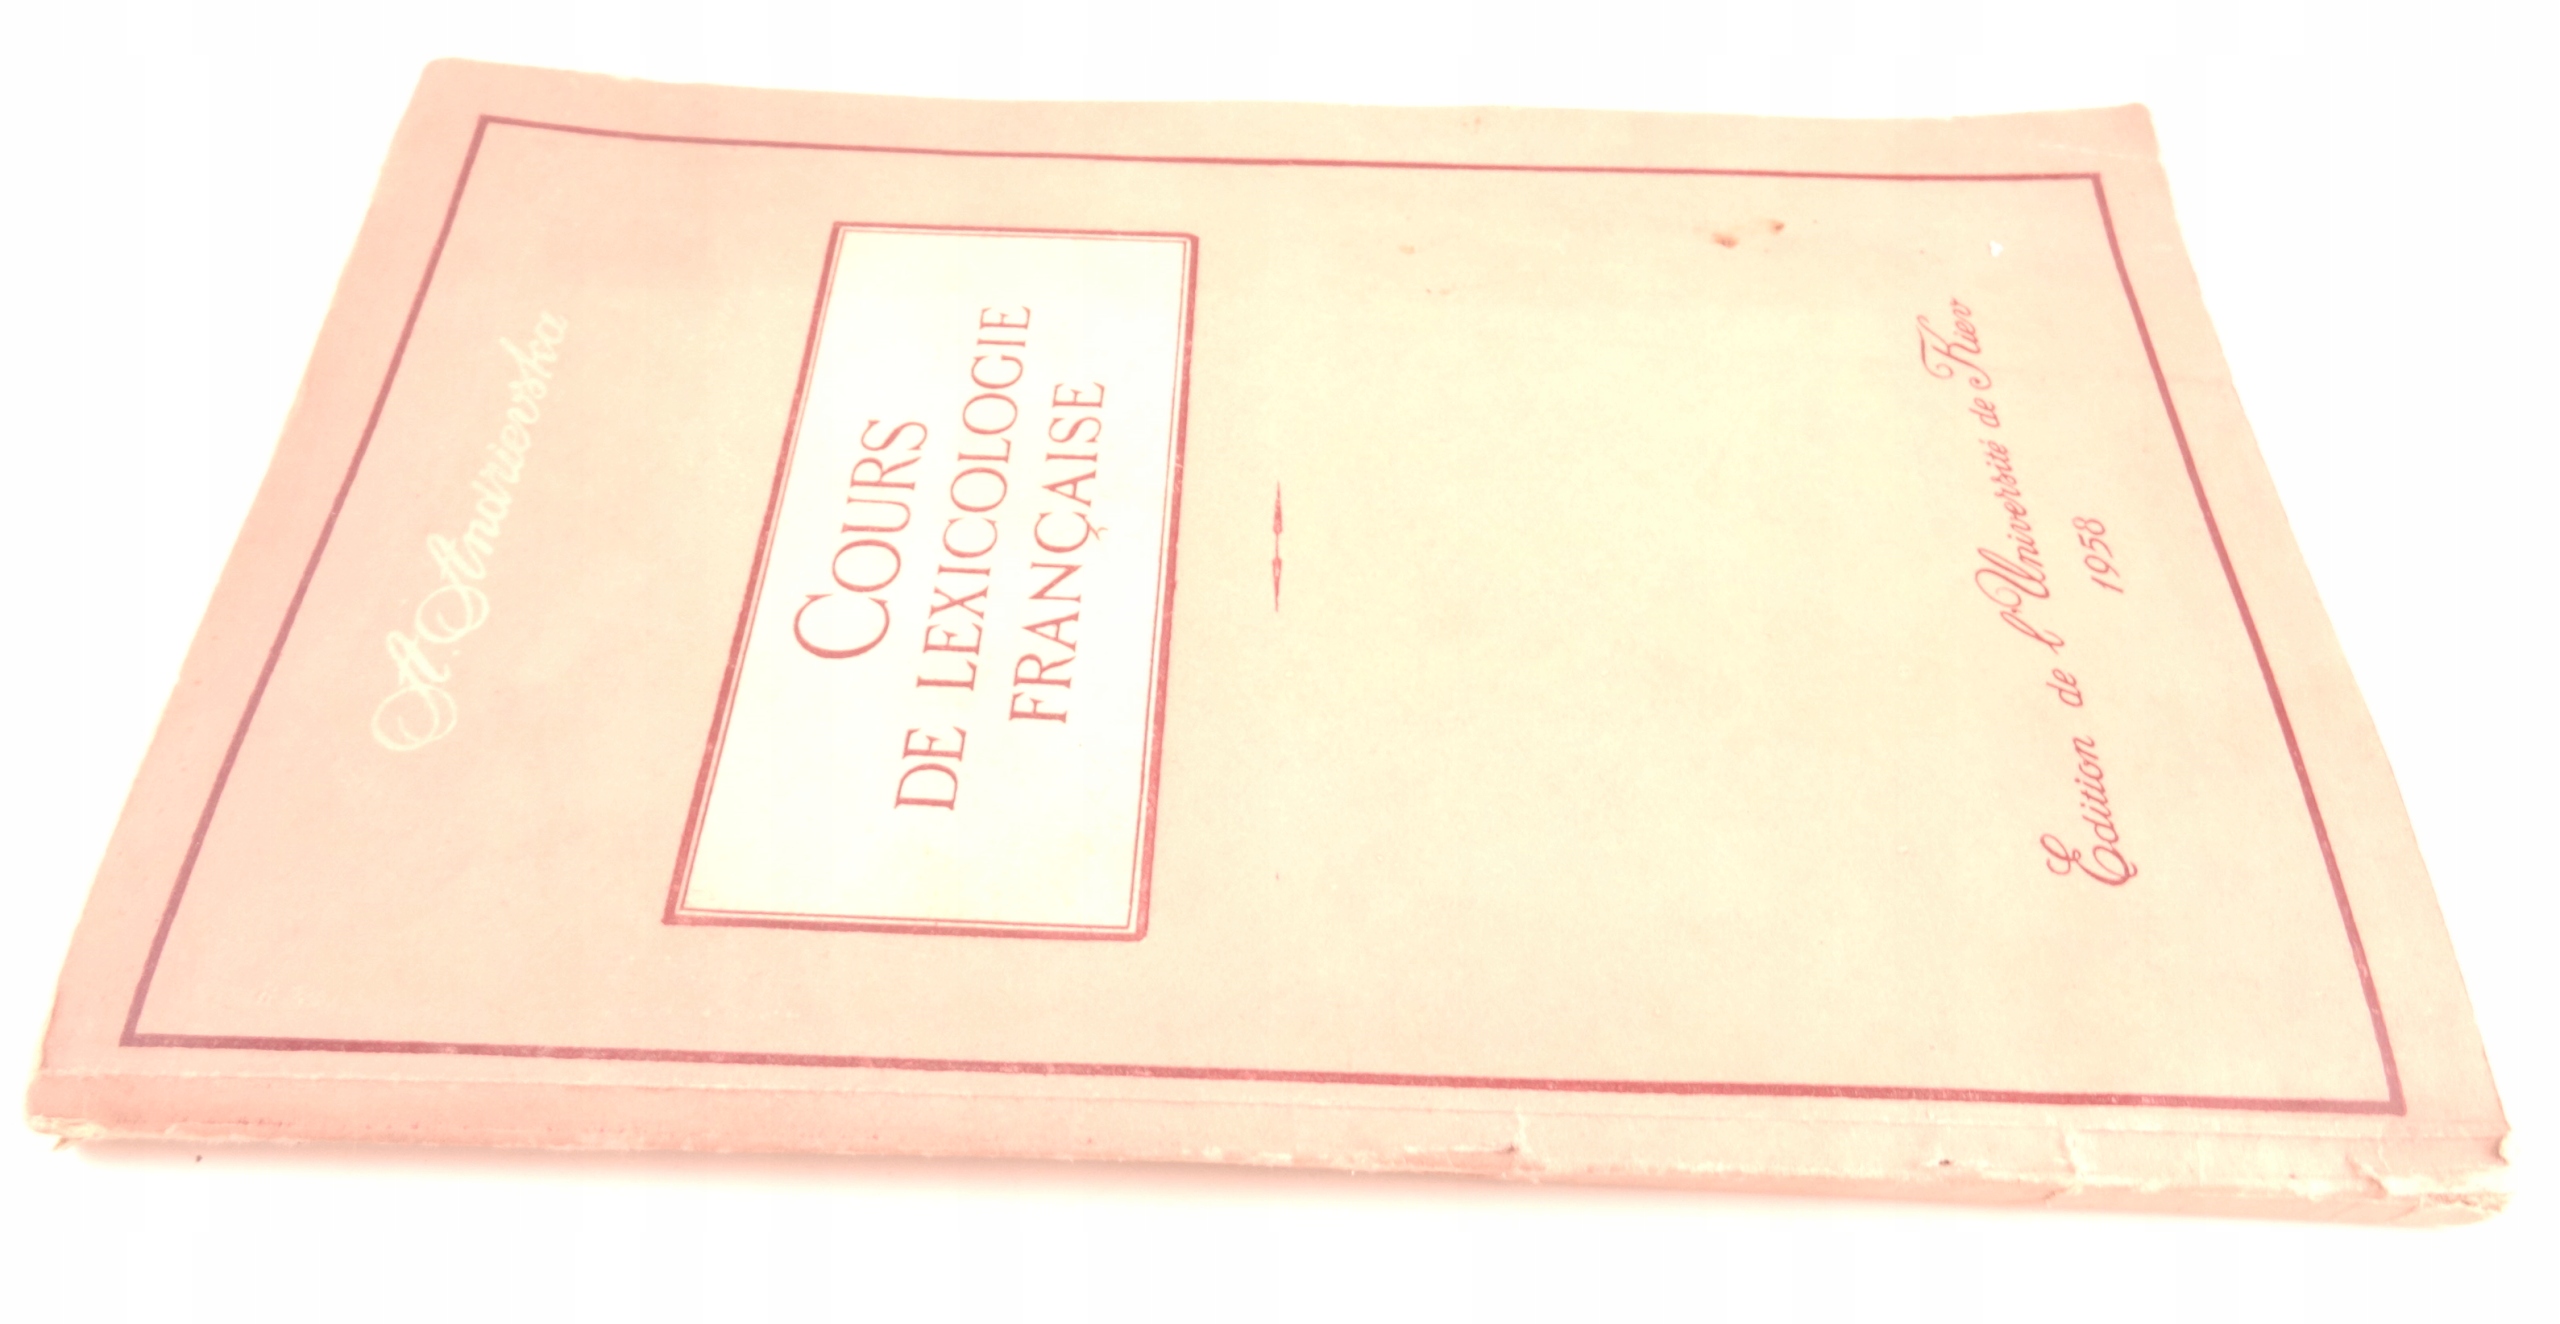 A. Andrievska
COURS
DE LEXICOLOGIE
FRANÇAISE
Edition de l'Université de Kiev
1958